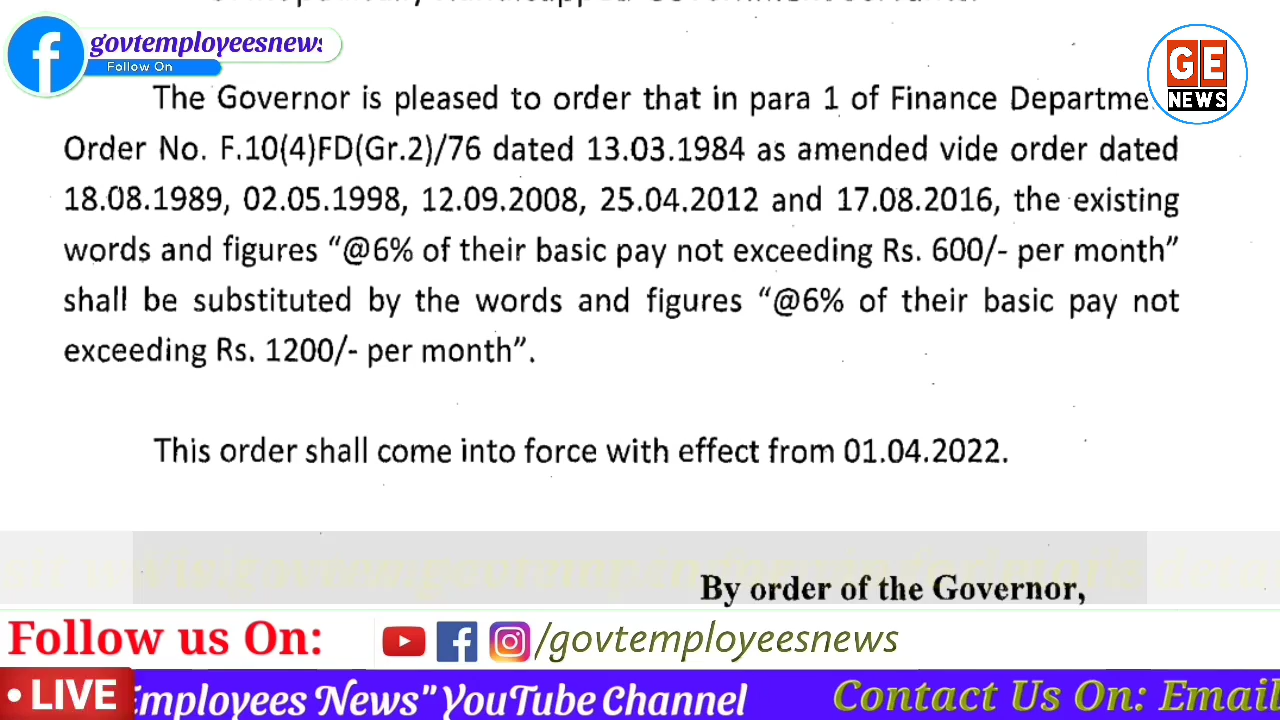 govtemployeesnews
Follow On
GE
NEWS
The Governor is pleased to order that in para 1 of Finance
Order No. F.10(4)FD(Gr.2)/76 dated 13.03.1984 as amended vide order dated
18.08.1989, 02.05.1998, 12.09.2008, 25.04.2012 and 17.08.2016, the existing
words and figures “@6% of their basic pay not exceeding Rs. 600/- per month”
shall be substituted by the words and figures “@6% of their basic pay not
exceeding Rs. 1200/- per month”.
This order shall come into force with effect from 01.04.2022.
By order of the Governor,
Follow us On: /govtemployeesnews
• LIVE Employees News" YouTube Channel Contact Us On: Email